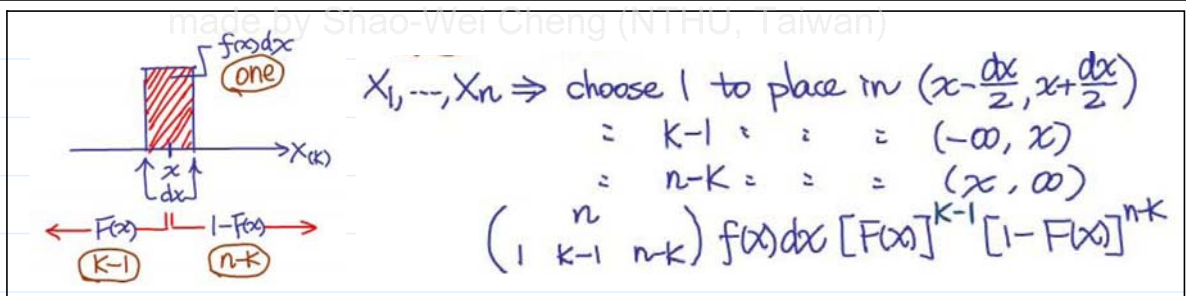 made by Shao-Wei Cheng (NTHU, Taiwan)
f(x)dx
one
X(k)
x
dx
F(x) 1-F(x)
k-1 n-k
X₁, ---, Xn ⇒ choose 1 to place in (x-dx/2, x+dx/2)
= k-1 = = = (-∞, x)
= n-k = = = (x, ∞)
(n
1 k-1 n-k) f(x)dx [F(x)]^k-1 [1-F(x)]^n-k